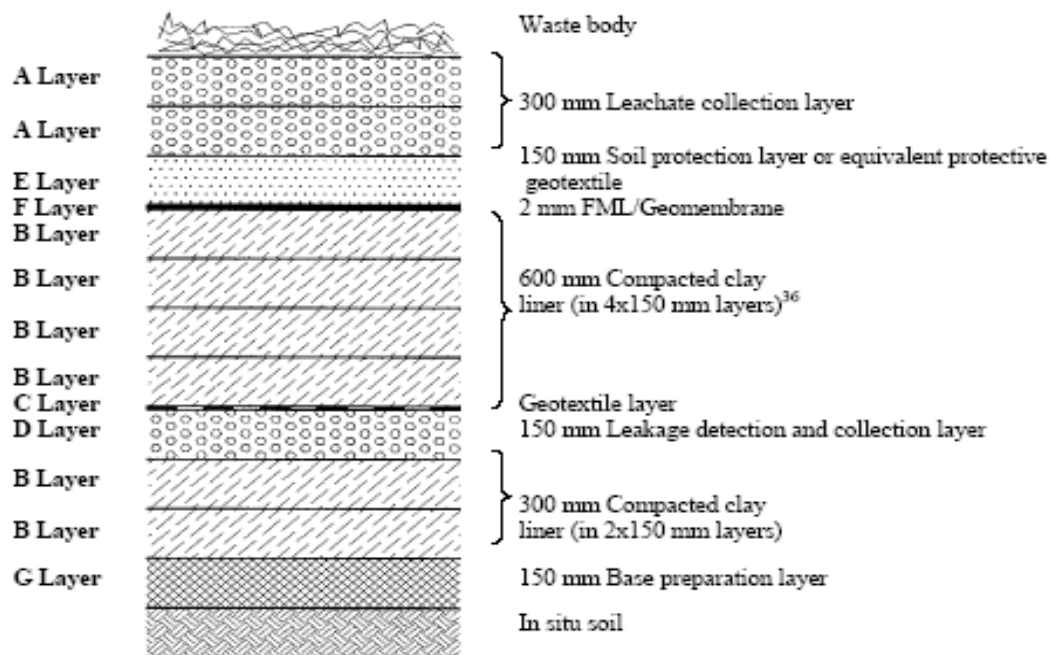 Waste body
A Layer
300 mm Leachate collection layer
A Layer
150 mm Soil protection layer or equivalent protective
geotextile
E Layer
F Layer
2 mm FML/Geomembrane
B Layer
B Layer
600 mm Compacted clay
liner (in 4x150 mm layers)36
B Layer
B Layer
C Layer
Geotextile layer
D Layer
150 mm Leakage detection and collection layer
B Layer
300 mm Compacted clay
liner (in 2x150 mm layers)
B Layer
G Layer
150 mm Base preparation layer
In situ soil